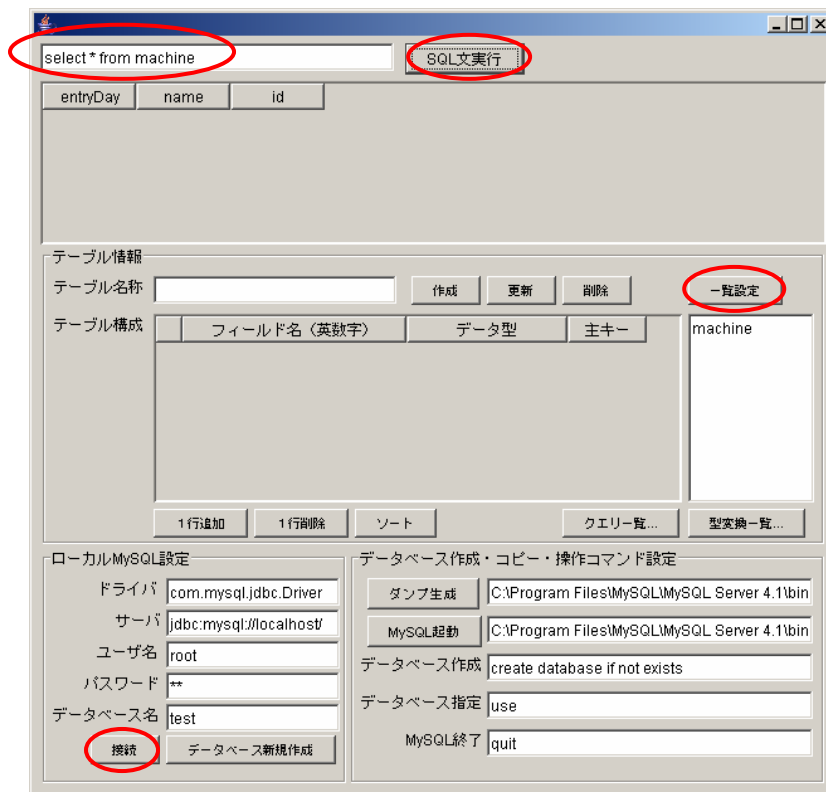 select * from machine SQL文実行
entryDay name id
テーブル情報
テーブル名称 作成 更新 削除 一覧設定
テーブル構成 フィールド名（英数字） データ型 主キー machine
1行追加 1行削除 ソート クエリ一覧... 型変換一覧...
ローカルMySQL設定
ドライバ com.mysql.jdbc.Driver
サーバ jdbc:mysql://localhost/
ユーザ名 root
パスワード **
データベース名 test
接続 データベース新規作成
データベース作成・コピー・操作コマンド設定
ダンプ生成 C:\Program Files\MySQL\MySQL Server 4.1\bin
MySQL起動 C:\Program Files\MySQL\MySQL Server 4.1\bin
データベース作成 create database if not exists
データベース指定 use
MySQL終了 quit